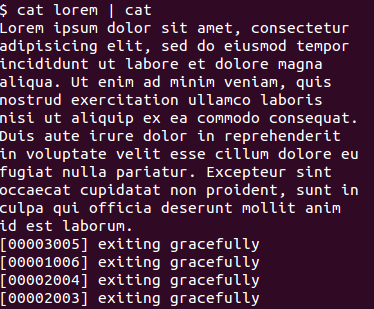 $ cat lorem | cat
Lorem ipsum dolor sit amet, consectetur
adipisicing elit, sed do eiusmod tempor
incididunt ut labore et dolore magna
aliqua. Ut enim ad minim veniam, quis
nostrud exercitation ullamco laboris
nisi ut aliquip ex ea commodo consequat.
Duis aute irure dolor in reprehenderit
in voluptate velit esse cillum dolore eu
fugiat nulla pariatur. Excepteur sint
occaecat cupidatat non proident, sunt in
culpa qui officia deserunt mollit anim
id est laborum.
[00003005] exiting gracefully
[00001006] exiting gracefully
[00002004] exiting gracefully
[00002003] exiting gracefully